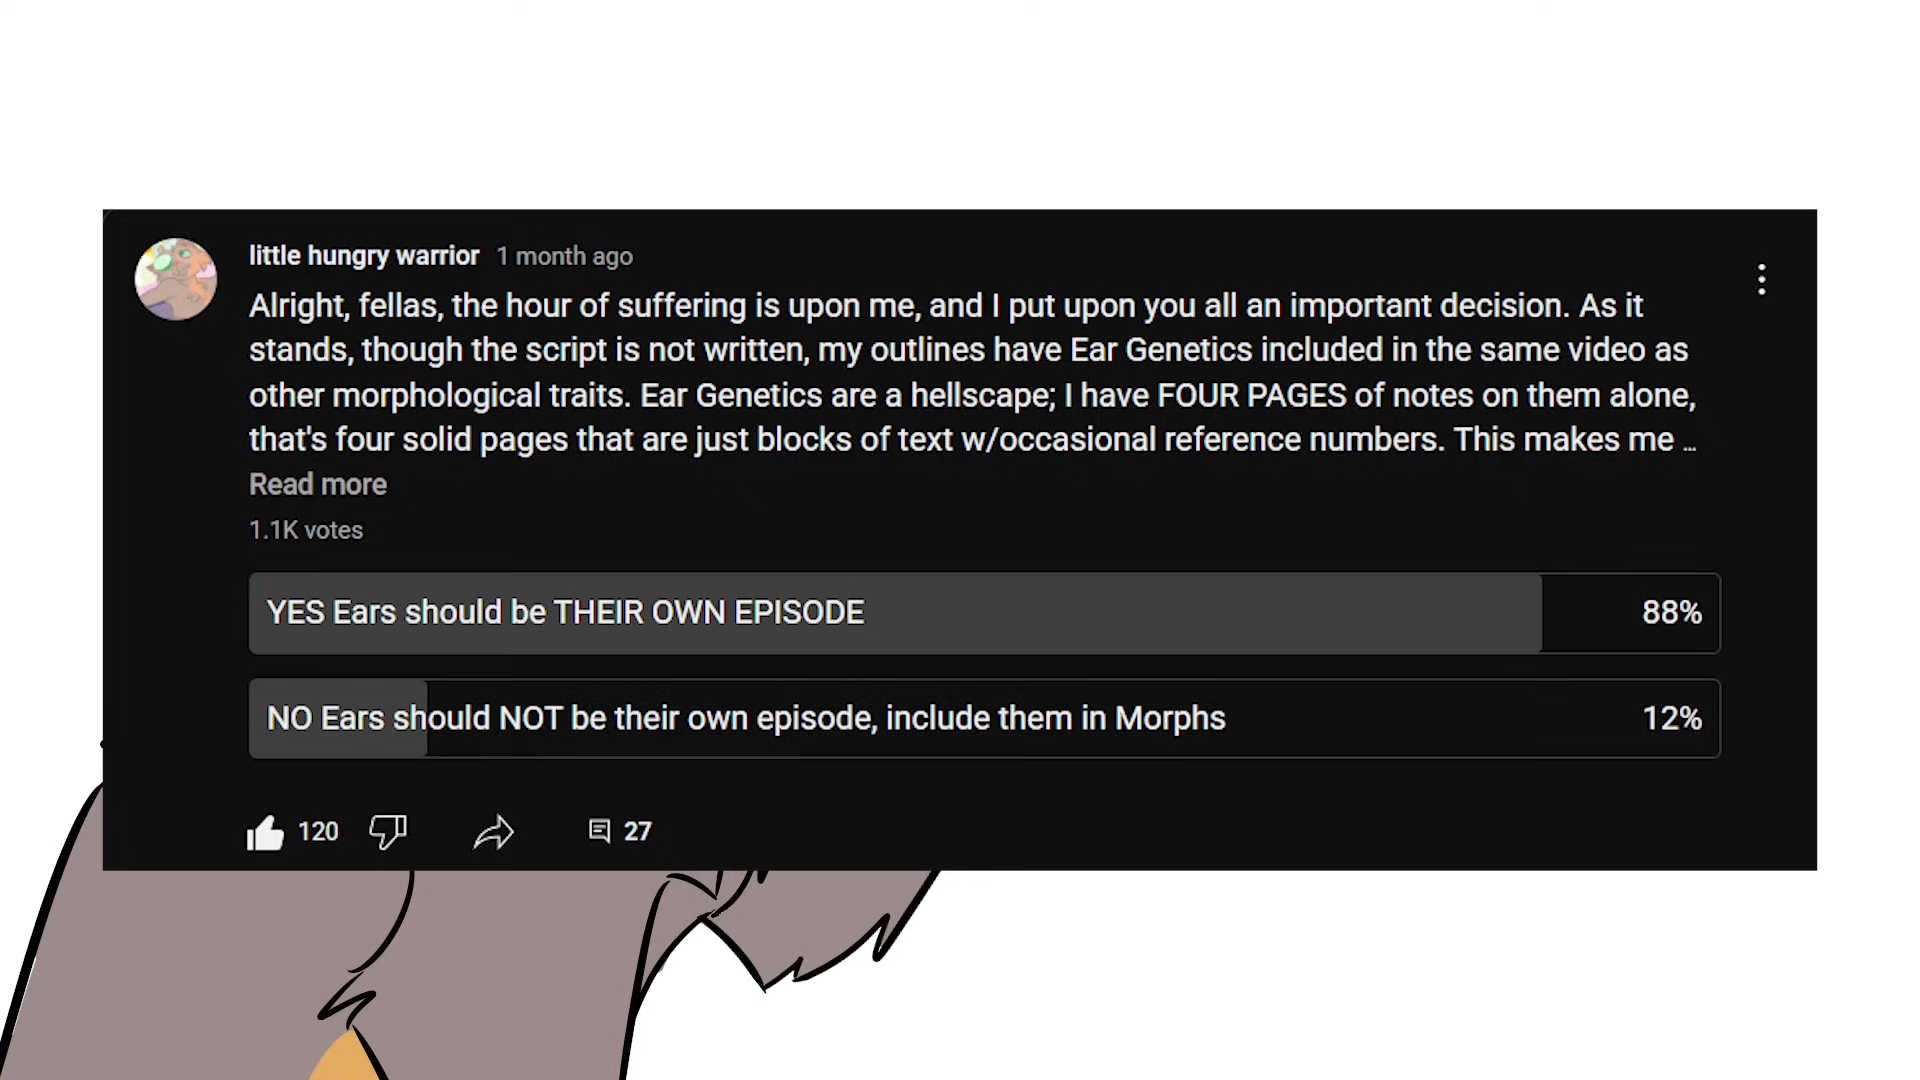 little hungry warrior 1 month ago
Alright, fellas, the hour of suffering is upon me, and I put upon you all an important decision. As it
stands, though the script is not written, my outlines have Ear Genetics included in the same video as
other morphological traits. Ear Genetics are a hellscape; I have FOUR PAGES of notes on them alone,
that's four solid pages that are just blocks of text w/occasional reference numbers. This makes me ...
Read more
1.1K votes
YES Ears should be THEIR OWN EPISODE 88%
NO Ears should NOT be their own episode, include them in Morphs 12%
120 27